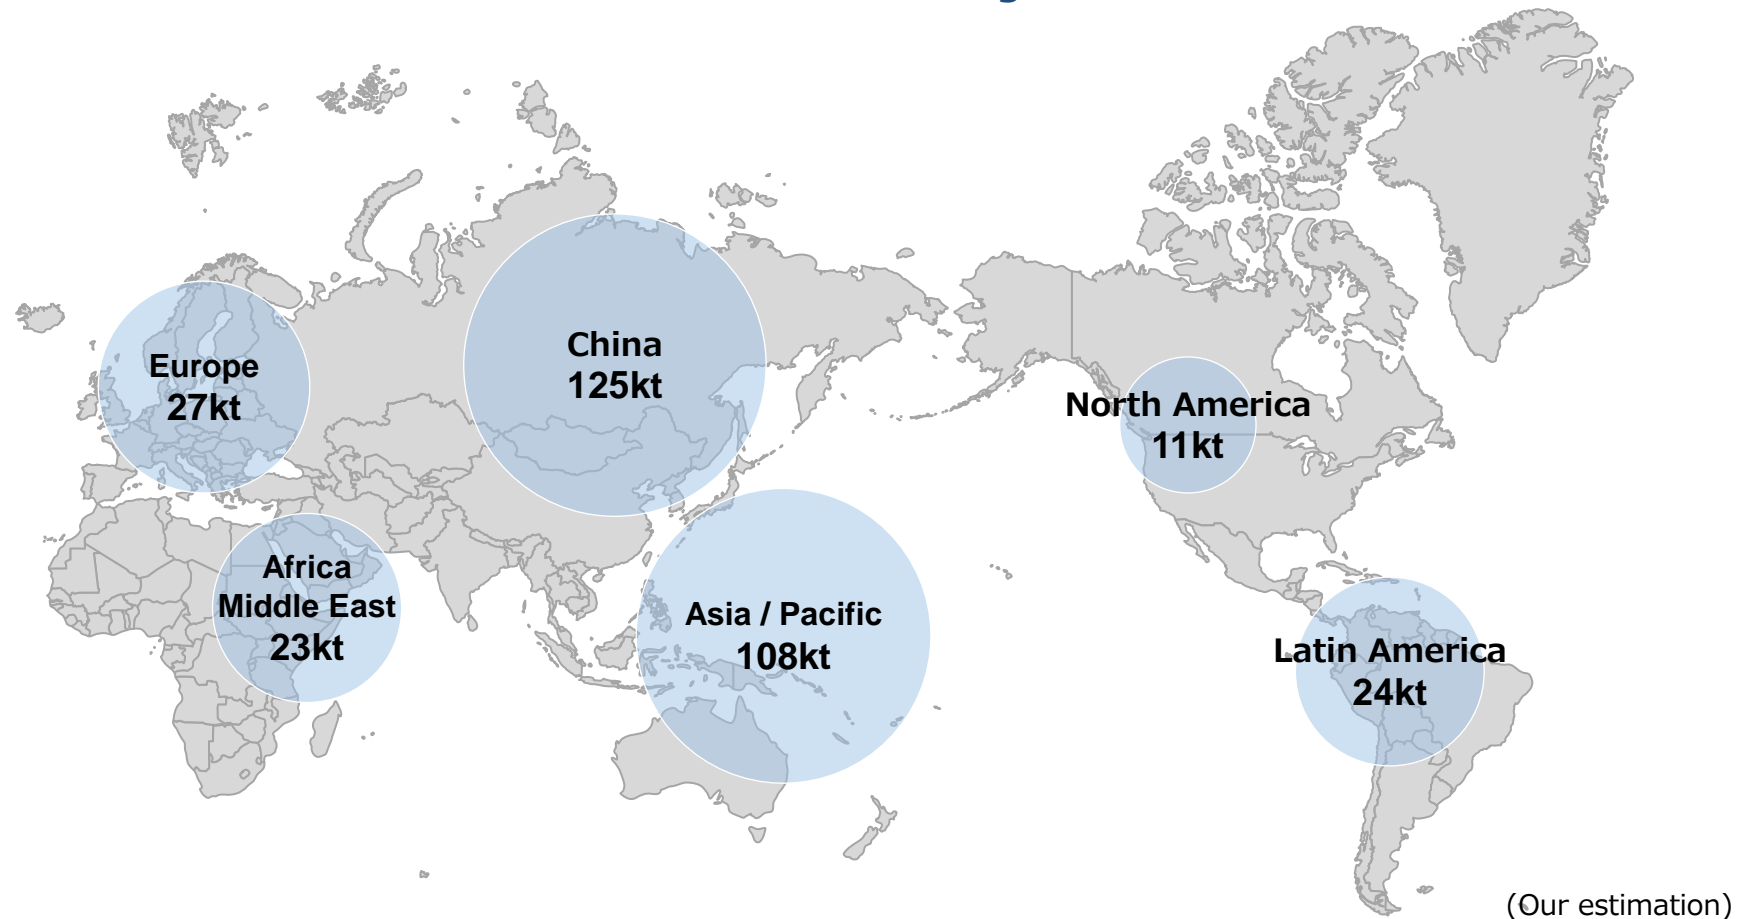 Europe
27kt
China
125kt
North America
11kt
Africa
Middle East
23kt
Asia / Pacific
108kt
Latin America
24kt
(Our estimation)